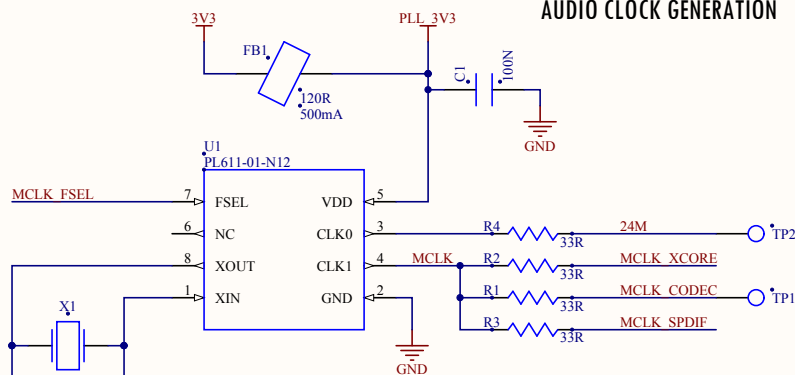 AUDIO CLOCK GENERATION
3V3
PLL_3V3
FB1
120R
500mA
C1
100N
GND
U1
PL611-01-N12
MCLK_FSEL
7
FSEL
VDD
5
6
NC
CLK0
3
R4
33R
24M
TP2
8
XOUT
CLK1
4
MCLK
R2
33R
MCLK_XCORE
1
XIN
GND
2
R1
33R
MCLK_CODEC
TP1
X1
R3
33R
MCLK_SPDIF
GND